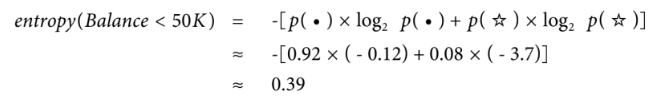 entropy(Balance < 50K) = -[p( • ) × log₂ p( • ) + p( ☆ ) × log₂ p( ☆ )]
≈ -[0.92 × ( - 0.12) + 0.08 × ( - 3.7)]
≈ 0.39